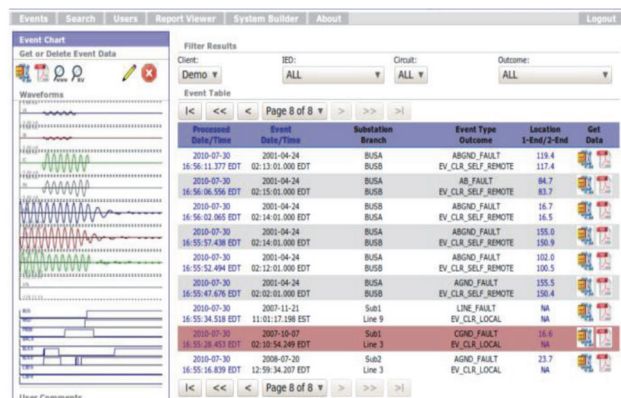 Events Search Users Report Viewer System Builder About Logout
Event Chart
Get or Delete Event Data
Waveforms
User Comments
Filter Results
Client: IED: Circuit: Outcome:
Demo ALL ALL ALL
Event Table
|< << < Page 8 of 8 > >> >|
Processed Event Substation Event Type Location Get
Date/Time Date/Time Branch Outcome 1-End/2-End Data
2010-07-30 2001-04-24 BUSA ABGND_FAULT 119.4
16:56:11.377 EDT 02:13:01.000 EDT BUSB EV_CLR_SELF_REMOTE 117.4
2010-07-30 2001-04-24 BUSA AB_FAULT 84.7
16:56:06.556 EDT 02:15:01.000 EDT BUSB EV_CLR_SELF_REMOTE 83.7
2010-07-30 2001-04-24 BUSB ABGND_FAULT 16.7
16:56:02.065 EDT 02:14:01.000 EDT BUSA EV_CLR_SELF_REMOTE 16.5
2010-07-30 2001-04-24 BUSA ABGND_FAULT 155.0
16:55:57.438 EDT 02:14:01.000 EDT BUSB EV_CLR_SELF_REMOTE 150.9
2010-07-30 2001-04-24 BUSB ABGND_FAULT 102.0
16:55:52.494 EDT 02:12:01.000 EDT BUSA EV_CLR_SELF_REMOTE 100.5
2010-07-30 2001-04-24 BUSA AGND_FAULT 155.5
16:55:47.676 EDT 02:02:01.000 EDT BUSB EV_CLR_SELF_REMOTE 150.4
2010-07-30 2007-11-21 Sub1 LINE_FAULT NA
16:55:34.518 EDT 11:01:17.198 EST Line 9 EV_CLR_LOCAL NA
2010-07-30 2007-10-07 Sub1 CGND_FAULT 16.6
16:55:28.453 EDT 02:10:54.249 EDT Line 3 EV_CLR_LOCAL NA
2010-07-30 2008-07-20 Sub2 AGND_FAULT 23.7
16:55:16.839 EDT 12:59:34.207 EDT Line 3 EV_CLR_LOCAL NA
|< << < Page 8 of 8 > >> >|